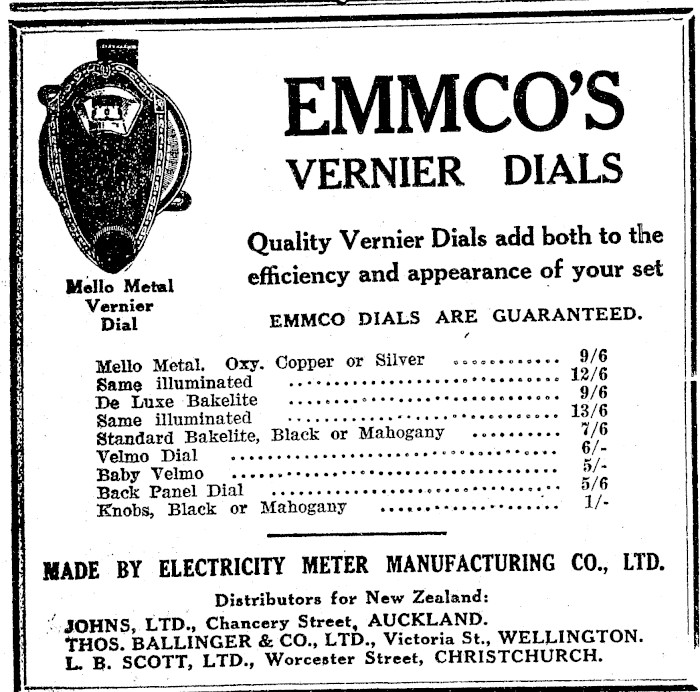 EMMCO'S
VERNIER DIALS
Quality Vernier Dials add both to the
efficiency and appearance of your set
Mello Metal
Vernier
Dial
EMMCO DIALS ARE GUARANTEED.
Mello Metal. Oxy. Copper or Silver ............ 9/6
Same illuminated .............................. 12/6
De Luxe Bakelite .............................. 9/6
Same illuminated .............................. 13/6
Standard Bakelite, Black or Mahogany .......... 7/6
Velmo Dial .................................... 6/-
Baby Velmo .................................... 5/-
Back Panel Dial ............................... 5/6
Knobs, Black or Mahogany .................... 1/-
MADE BY ELECTRICITY METER MANUFACTURING CO., LTD.
Distributors for New Zealand:
JOHNS, LTD., Chancery Street, AUCKLAND.
THOS. BALLINGER & CO., LTD., Victoria St., WELLINGTON.
L. B. SCOTT, LTD., Worcester Street, CHRISTCHURCH.